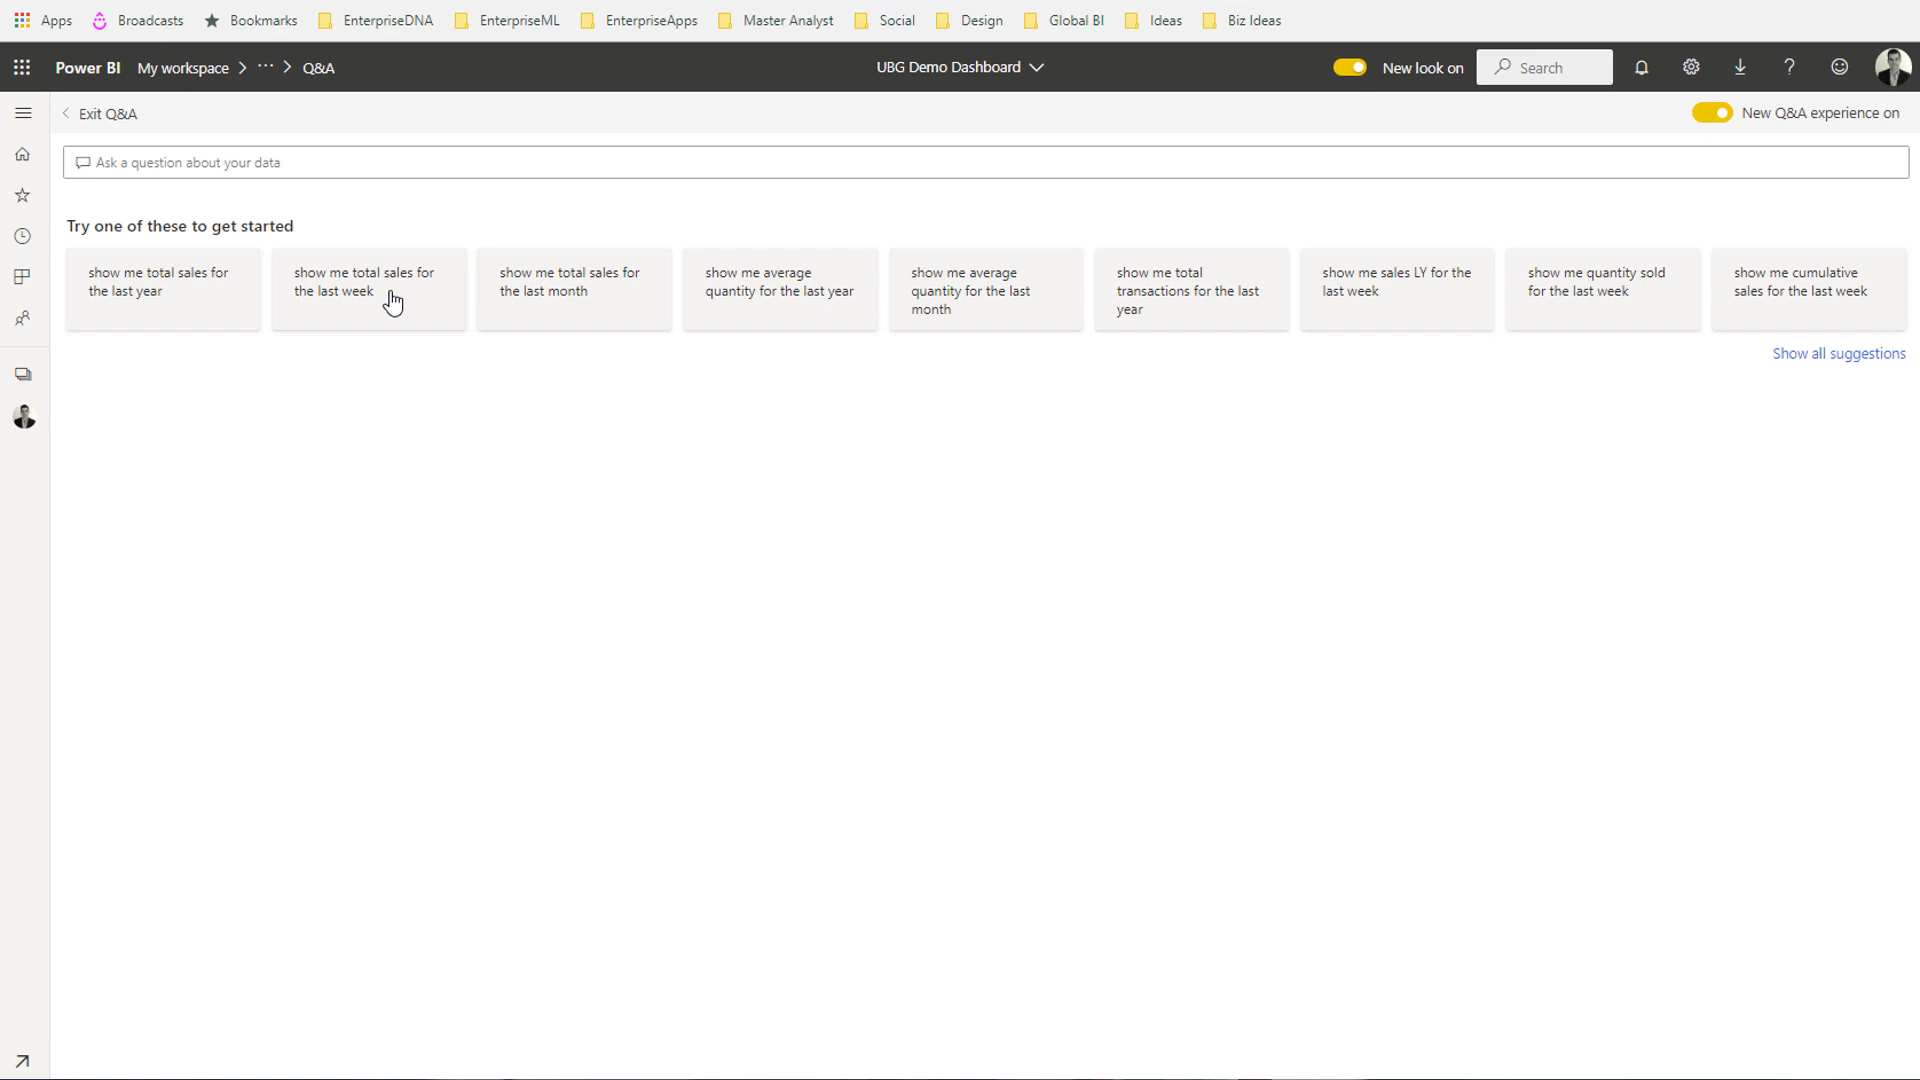 Apps Broadcasts Bookmarks EnterpriseDNA EnterpriseML EnterpriseApps Master Analyst Social Design Global BI Ideas Biz Ideas
Power BI My workspace > ··· > Q&A UBG Demo Dashboard New look on Search
Exit Q&A New Q&A experience on
Ask a question about your data
Try one of these to get started
show me total sales for
the last year
show me total sales for
the last week
show me total sales for
the last month
show me average
quantity for the last year
show me average
quantity for the last
month
show me total
transactions for the last
year
show me sales LY for the
last week
show me quantity sold
for the last week
show me cumulative
sales for the last week
Show all suggestions